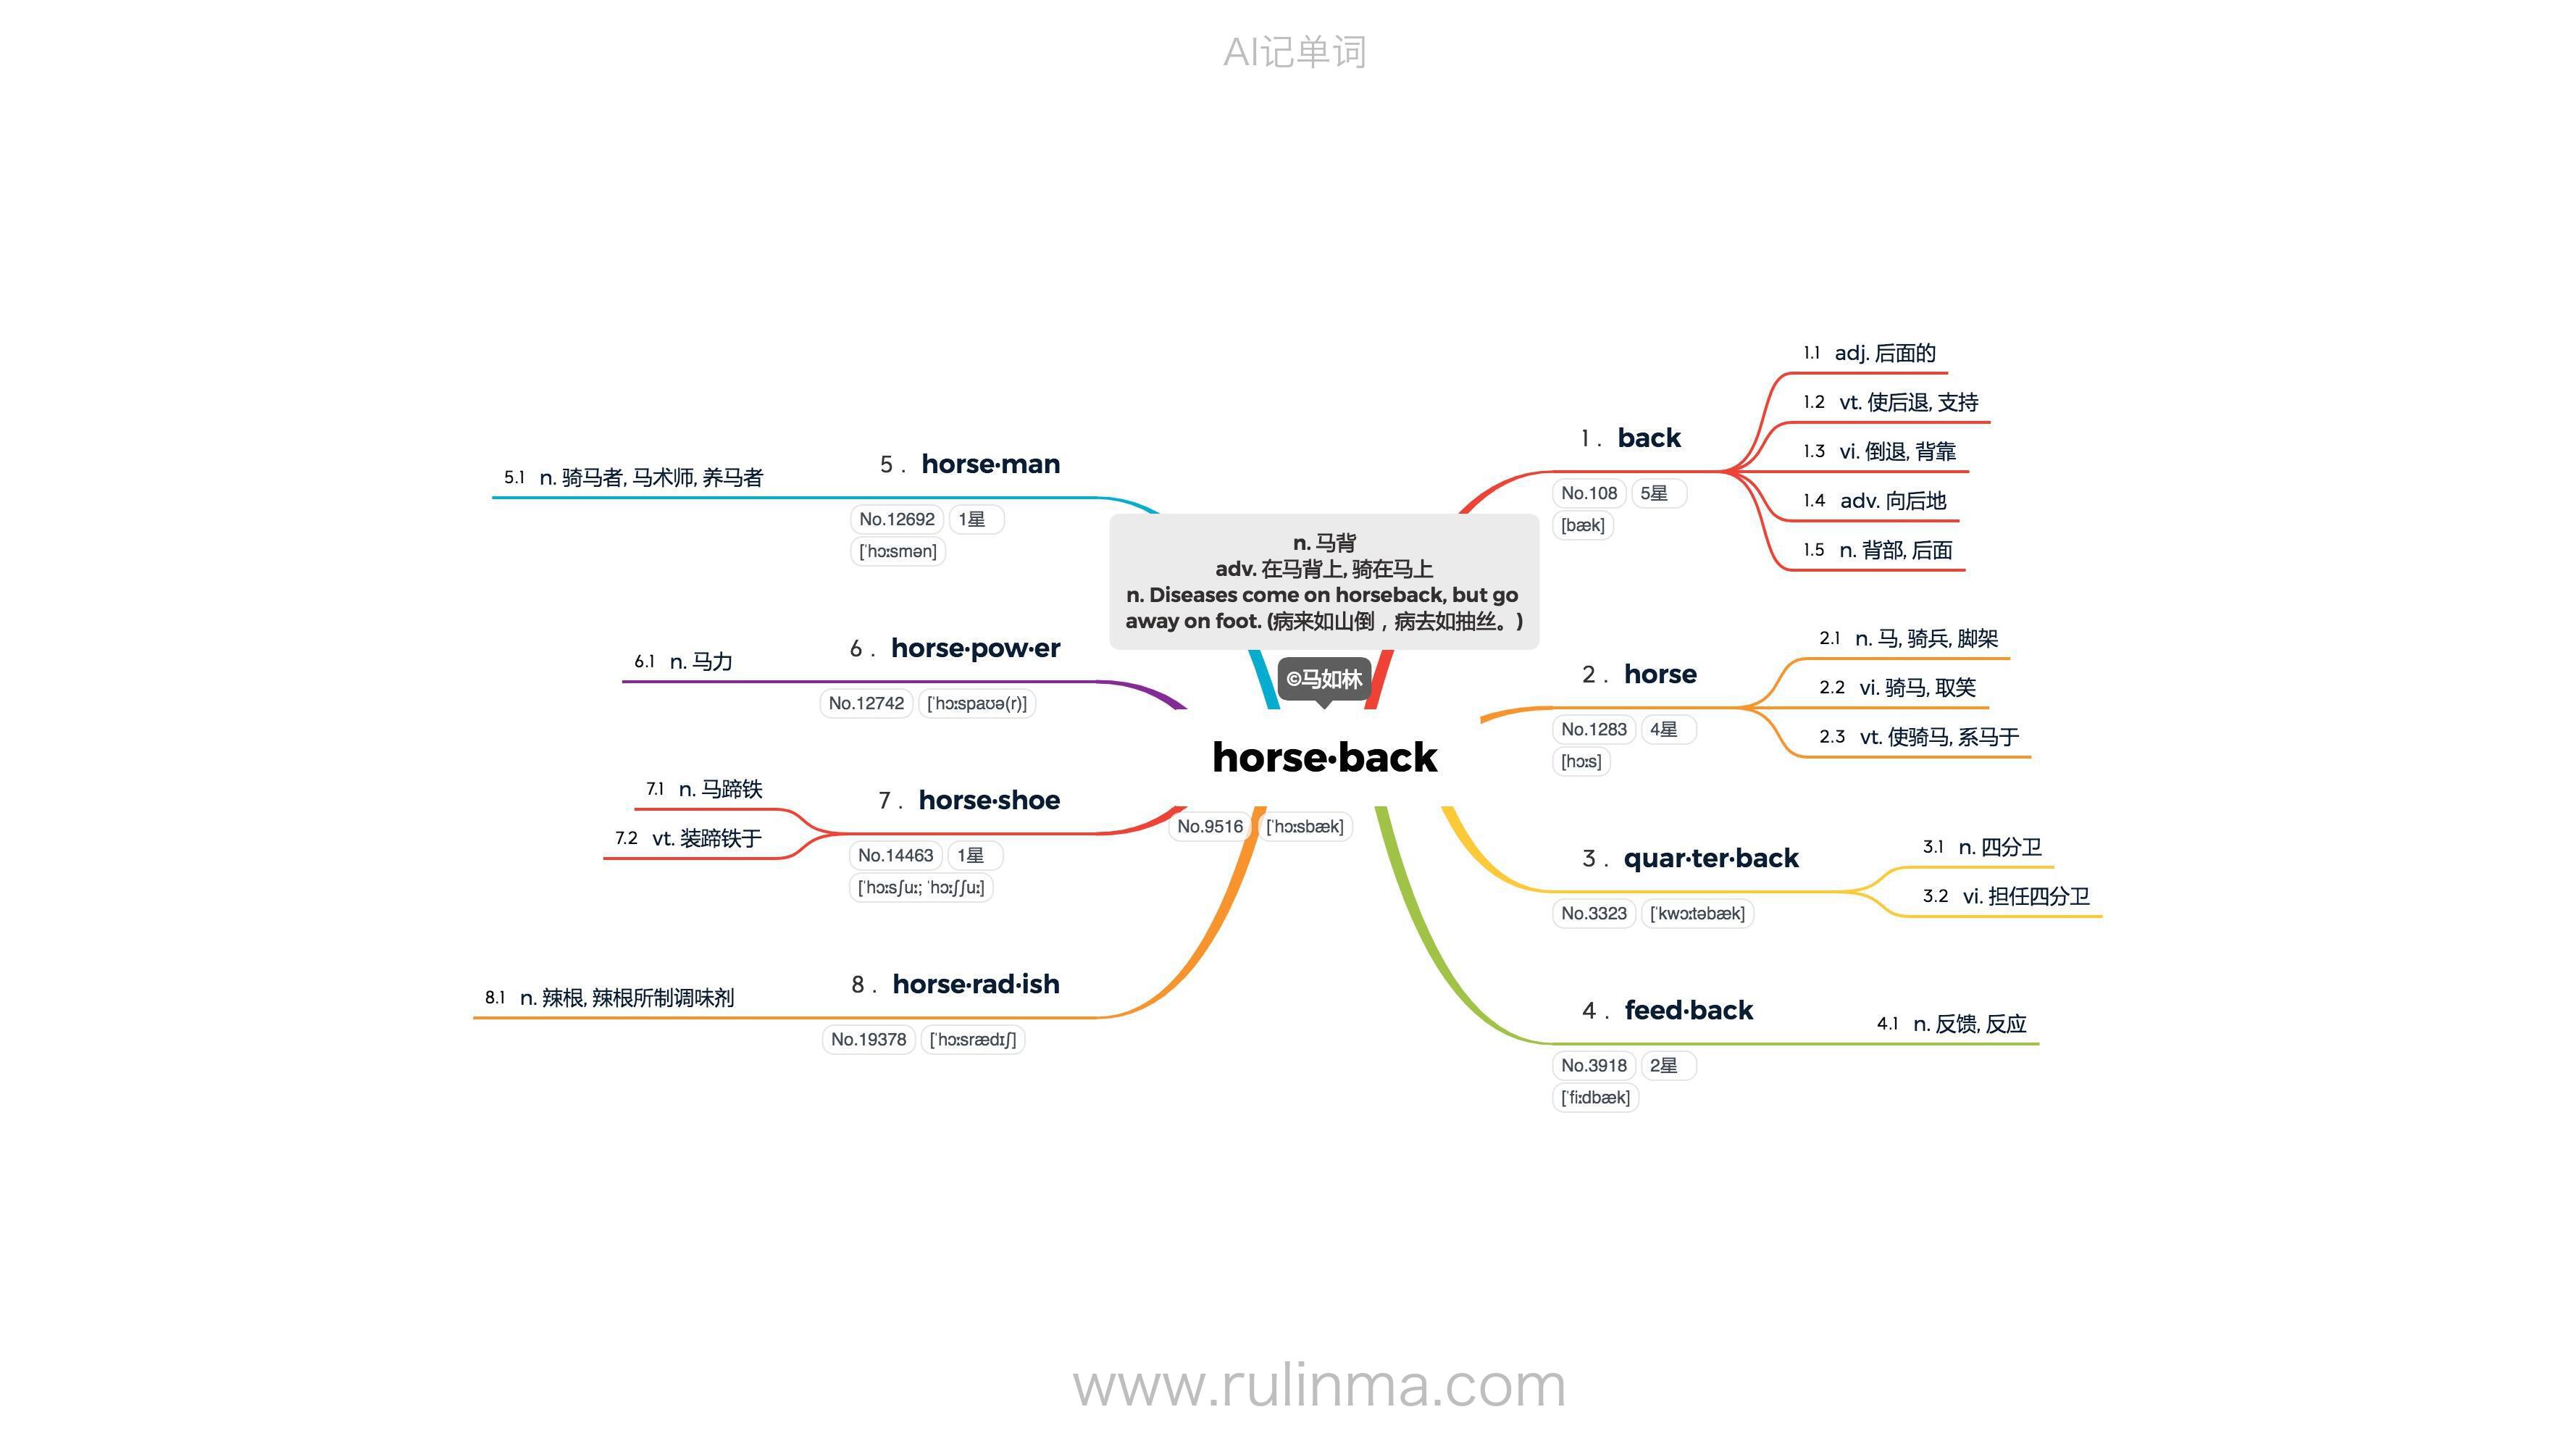 AI记单词
n. 马背
adv. 在马背上, 骑在马上
n. Diseases come on horseback, but go
away on foot. (病来如山倒，病去如抽丝。)
©马如林
horse·back
No.9516 [ˈhɔːsbæk]
1. back
No.108 5星
[bæk]
1.1 adj. 后面的
1.2 vt. 使后退, 支持
1.3 vi. 倒退, 背靠
1.4 adv. 向后地
1.5 n. 背部, 后面
2. horse
No.1283 4星
[hɔːs]
2.1 n. 马, 骑兵, 脚架
2.2 vi. 骑马, 取笑
2.3 vt. 使骑马, 系马于
3. quar·ter·back
No.3323 [ˈkwɔːtəbæk]
3.1 n. 四分卫
3.2 vi. 担任四分卫
4. feed·back
No.3918 2星
[ˈfiːdbæk]
4.1 n. 反馈, 反应
5. horse·man
No.12692 1星
[ˈhɔːsmən]
5.1 n. 骑马者, 马术师, 养马者
6. horse·pow·er
No.12742 [ˈhɔːspaʊə(r)]
6.1 n. 马力
7. horse·shoe
No.14463 1星
[ˈhɔːsʃuː; ˈhɔːʃʃuː]
7.1 n. 马蹄铁
7.2 vt. 装蹄铁于
8. horse·rad·ish
No.19378 [ˈhɔːsrædɪʃ]
8.1 n. 辣根, 辣根所制调味剂
www.rulinma.com